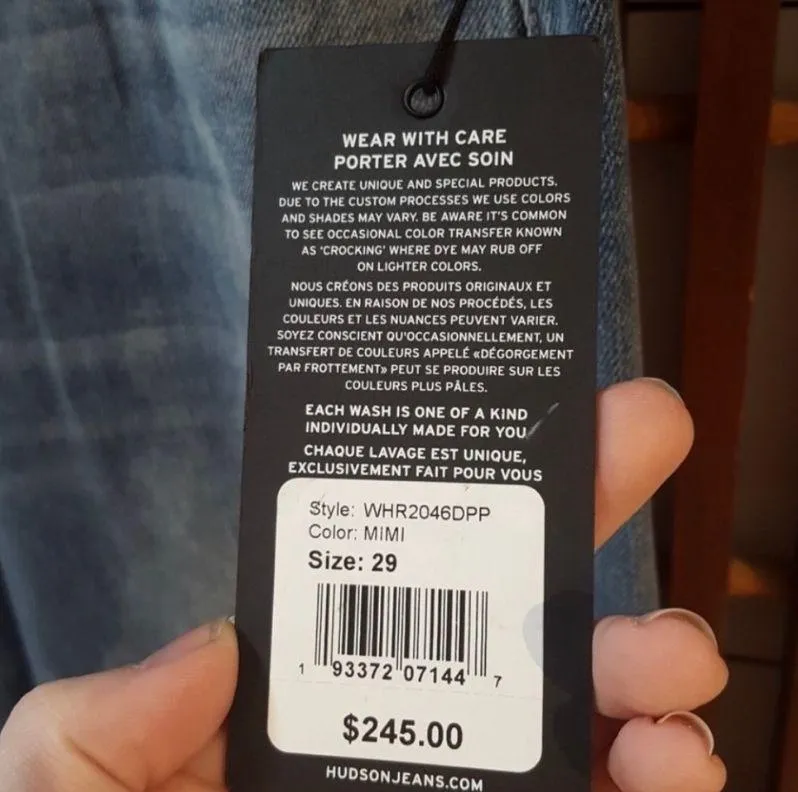 WEAR WITH CARE
PORTER AVEC SOIN
WE CREATE UNIQUE AND SPECIAL PRODUCTS.
DUE TO THE CUSTOM PROCESSES WE USE COLORS
AND SHADES MAY VARY. BE AWARE IT'S COMMON
TO SEE OCCASIONAL COLOR TRANSFER KNOWN
AS 'CROCKING' WHERE DYE MAY RUB OFF
ON LIGHTER COLORS.
NOUS CRÉONS DES PRODUITS ORIGINAUX ET
UNIQUES. EN RAISON DE NOS PROCÉDÉS, LES
COULEURS ET LES NUANCES PEUVENT VARIER.
SOYEZ CONSCIENT QU'OCCASIONNELLEMENT, UN
TRANSFERT DE COULEURS APPELÉ «DÉGORGEMENT
PAR FROTTEMENT» PEUT SE PRODUIRE SUR LES
COULEURS PLUS PÂLES.
EACH WASH IS ONE OF A KIND
INDIVIDUALLY MADE FOR YOU
CHAQUE LAVAGE EST UNIQUE,
EXCLUSIVEMENT FAIT POUR VOUS
Style: WHR2046DPP
Color: MIMI
Size: 29
1 93372 07144 7
$245.00
HUDSONJEANS.COM